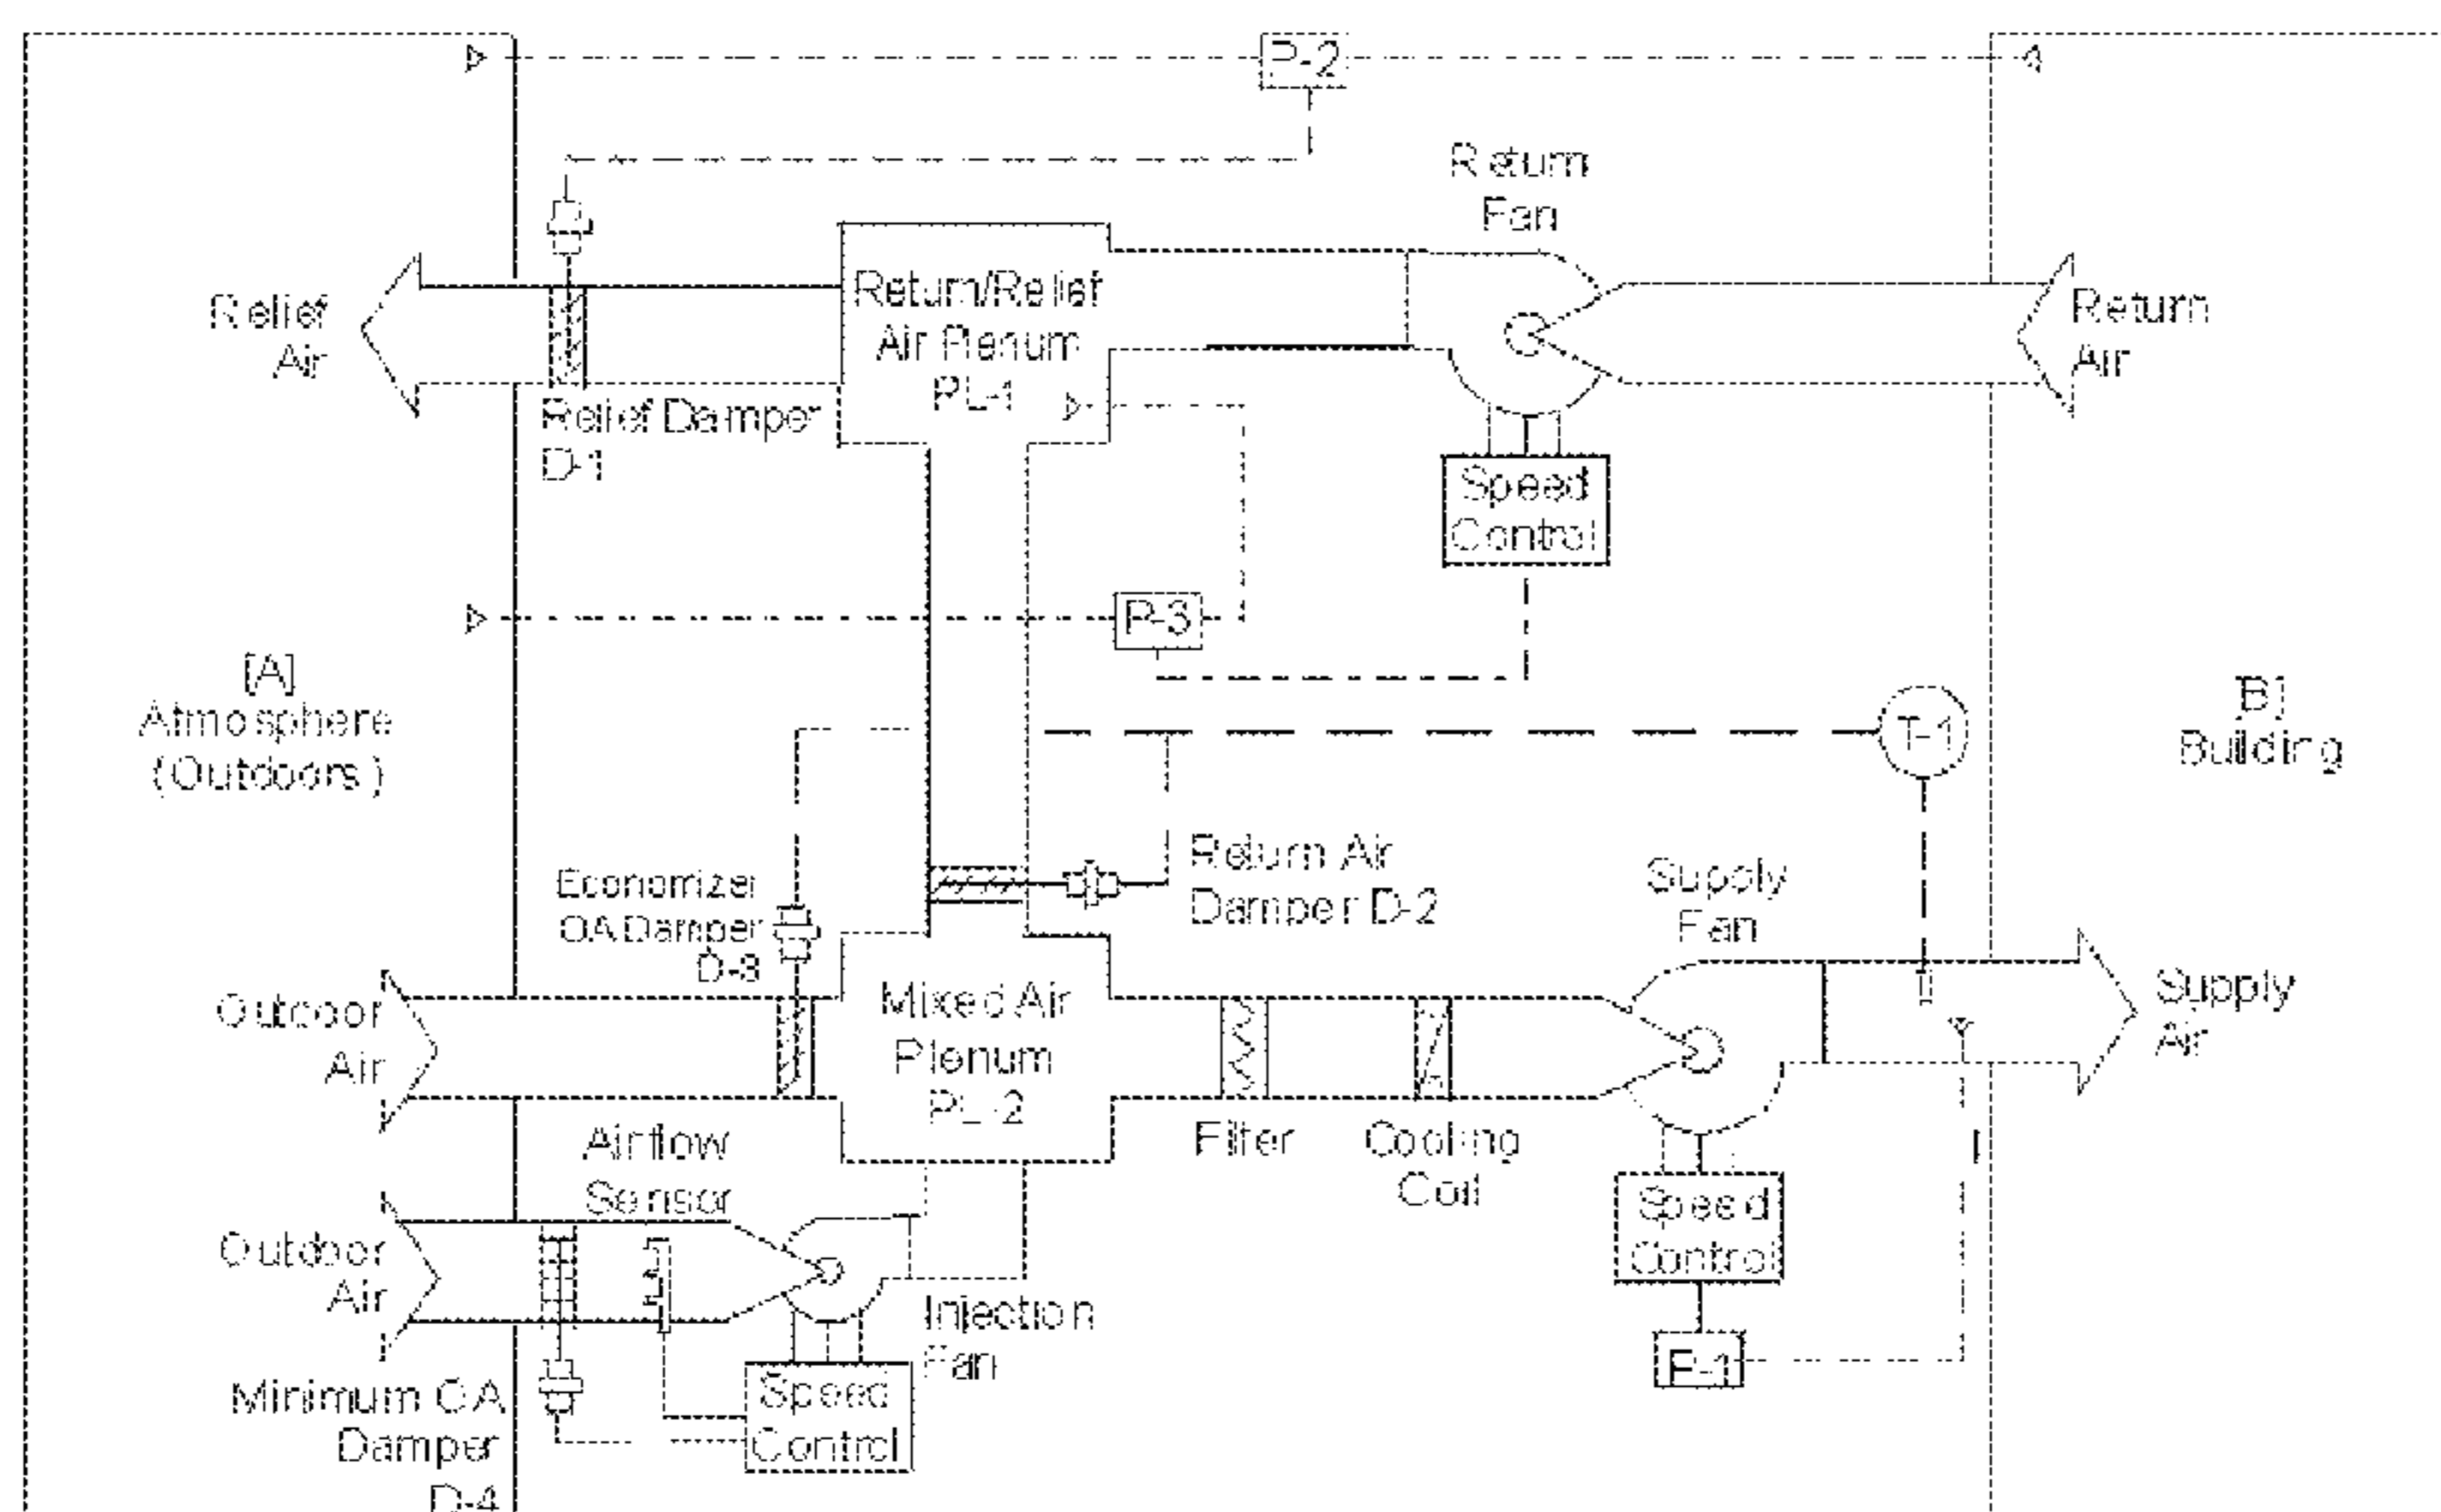 P-2
Return
Fan
Return/Relief
Air Plenum
PL-1
Relief
Air
Return
Air
Relief Damper
D-1
Speed
Control
P-3
[A]
Atmosphere
(Outdoors)
T-1
[B]
Building
Return Air
Damper D-2
Economizer
OA Damper
D-3
Supply
Fan
Outdoor
Air
Mixed Air
Plenum
PL-2
Supply
Air
Filter
Cooling
Coil
Airflow
Sensor
Speed
Control
Outdoor
Air
Injection
Fan
P-1
Minimum OA
Damper
D-4
Speed
Control